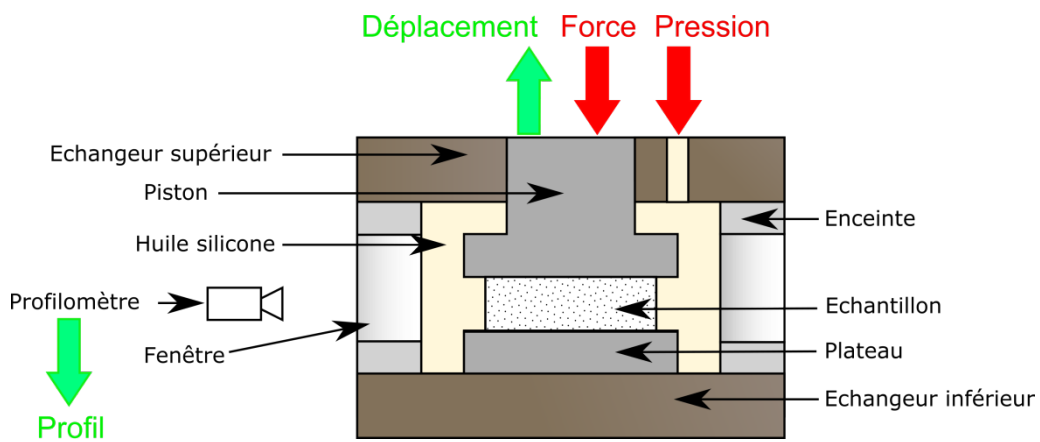 Déplacement Force Pression
Echangeur supérieur
Piston
Enceinte
Huile silicone
Profilomètre
Echantillon
Fenêtre
Plateau
Echangeur inférieur
Profil